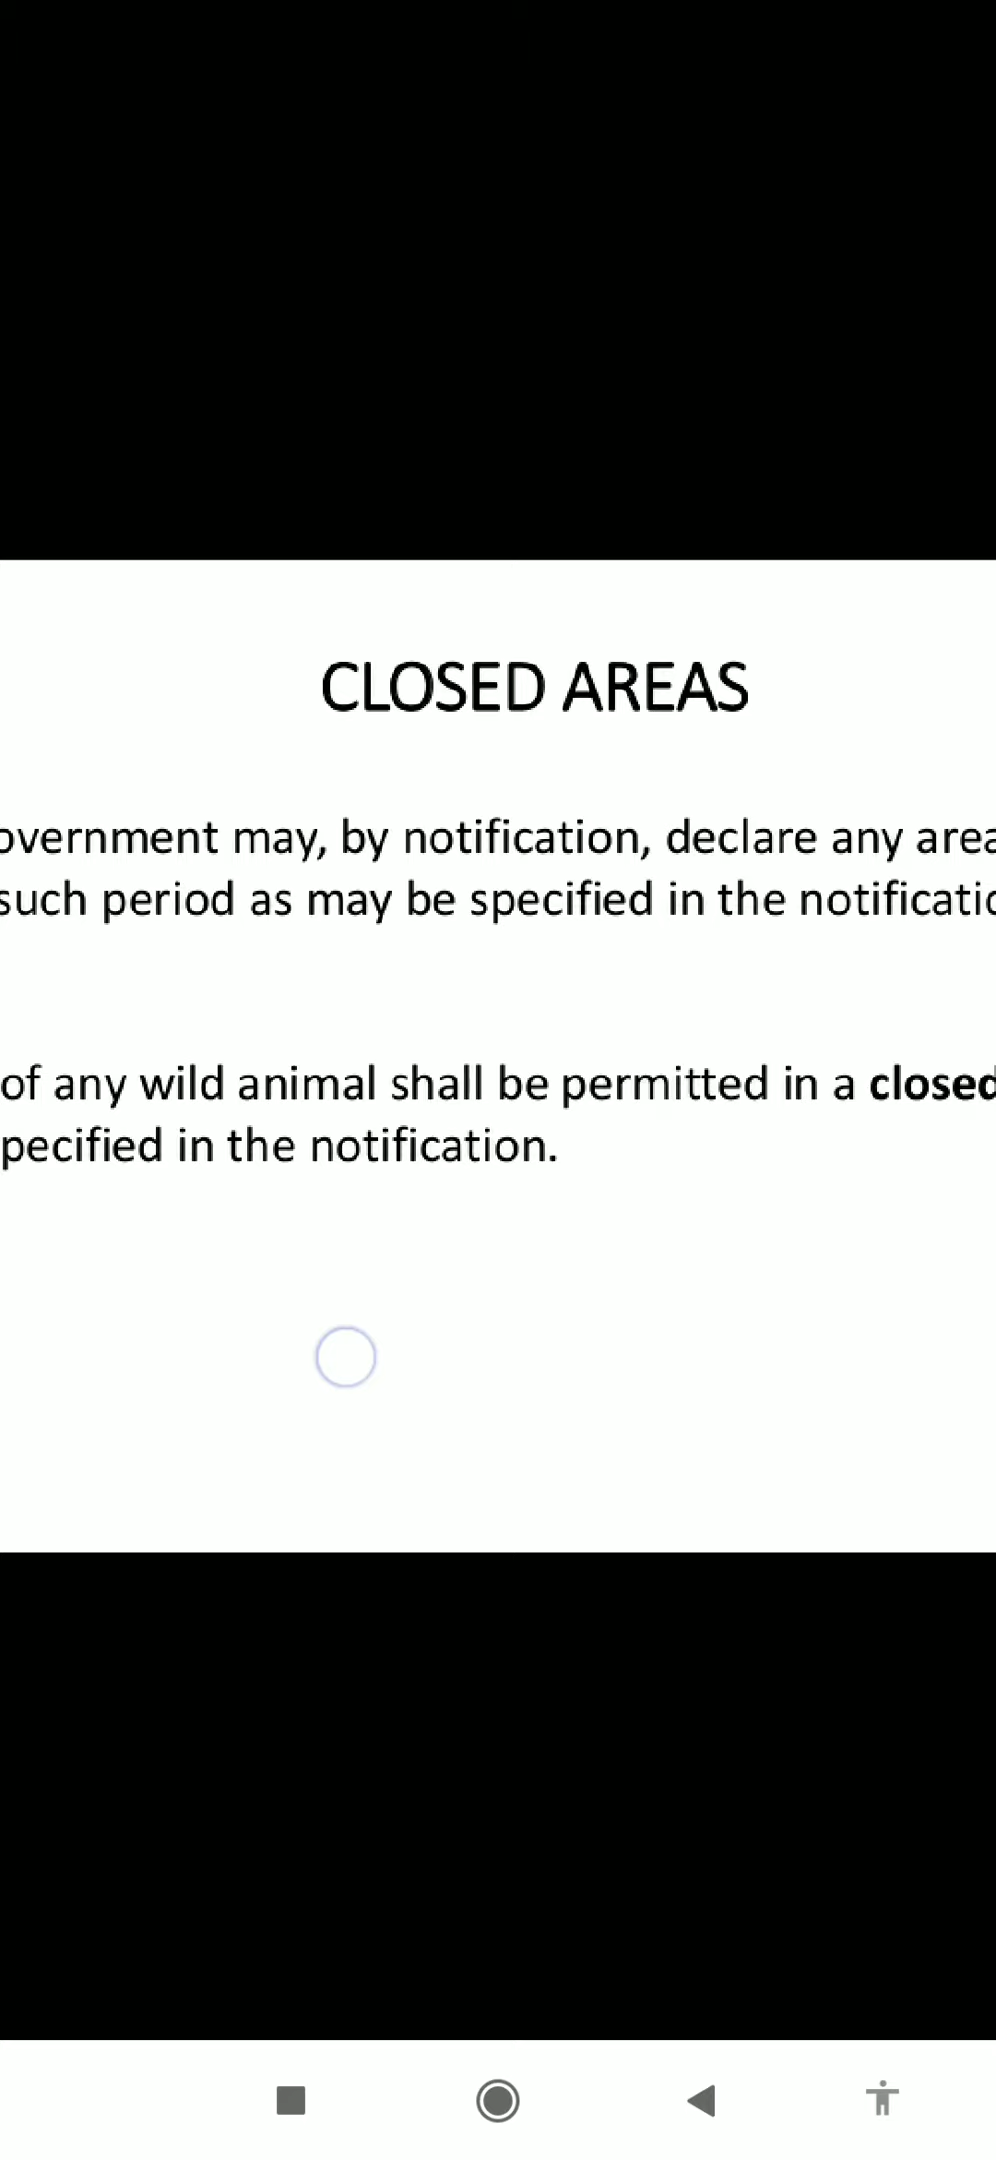 CLOSED AREAS
overnment may, by notification, declare any area
such period as may be specified in the notificatio
of any wild animal shall be permitted in a closed
pecified in the notification.